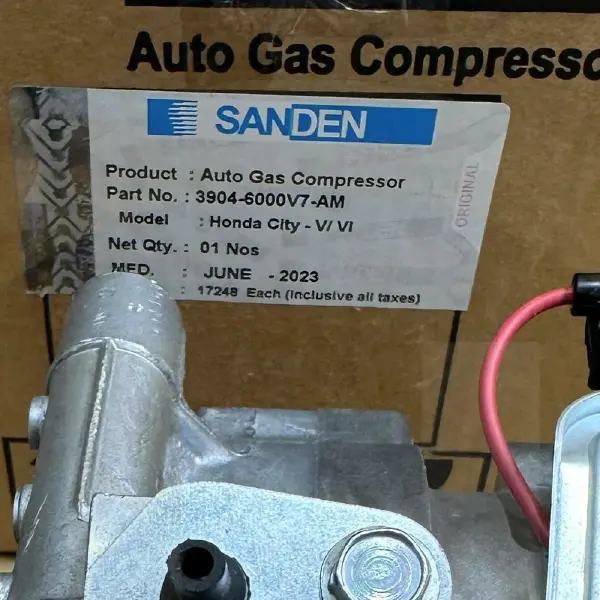 Auto Gas Compresso
SANDEN
Product : Auto Gas Compressor
Part No. : 3904-6000V7-AM
Model : Honda City - V/ VI
Net Qty. : 01 Nos
MFD. : JUNE - 2023
: 17248 Each (Inclusive all taxes)
ORIGINAL